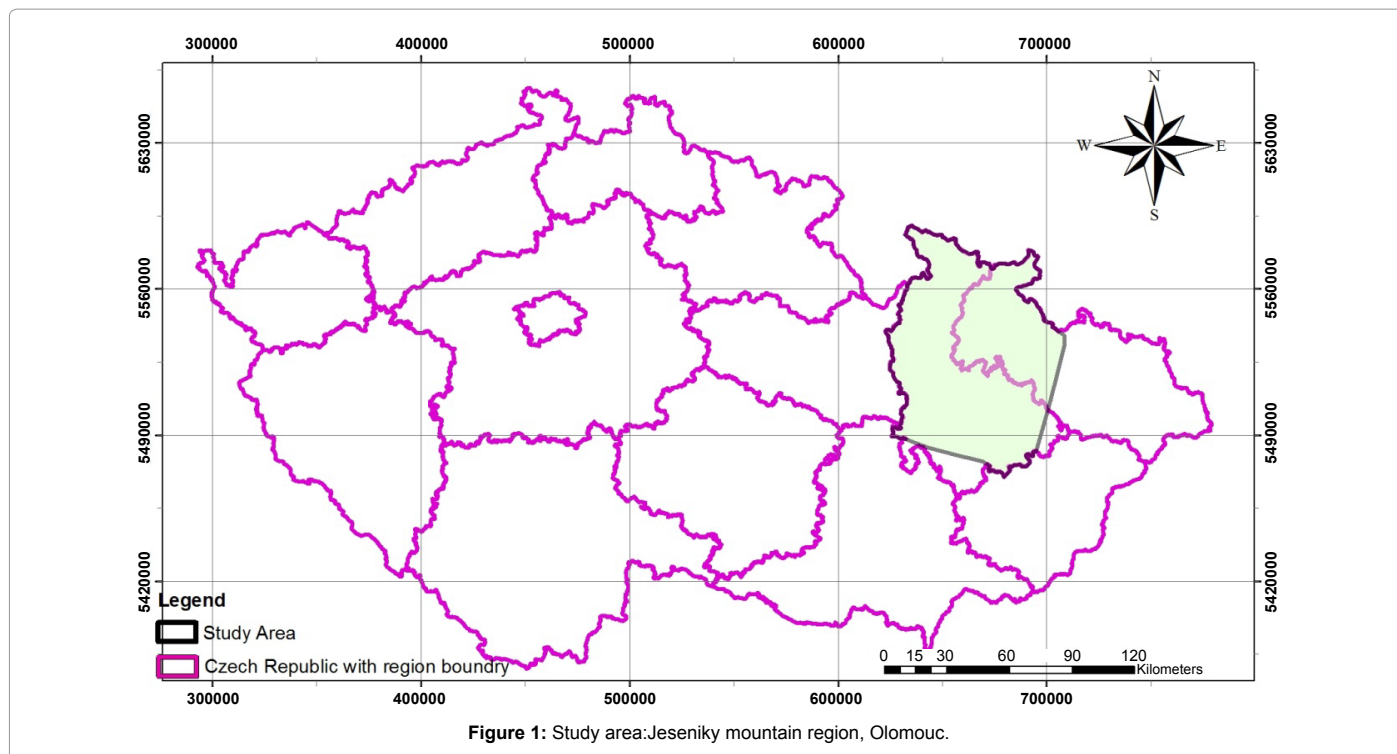 300000 400000 500000 600000 700000
N
W E
S
5630000 5630000
5560000 5560000
5490000 5490000
5420000 5420000
Legend
Study Area
Czech Republic with region boundry
0 15 30 60 90 120
Kilometers
300000 400000 500000 600000 700000
Figure 1: Study area:Jeseniky mountain region, Olomouc.